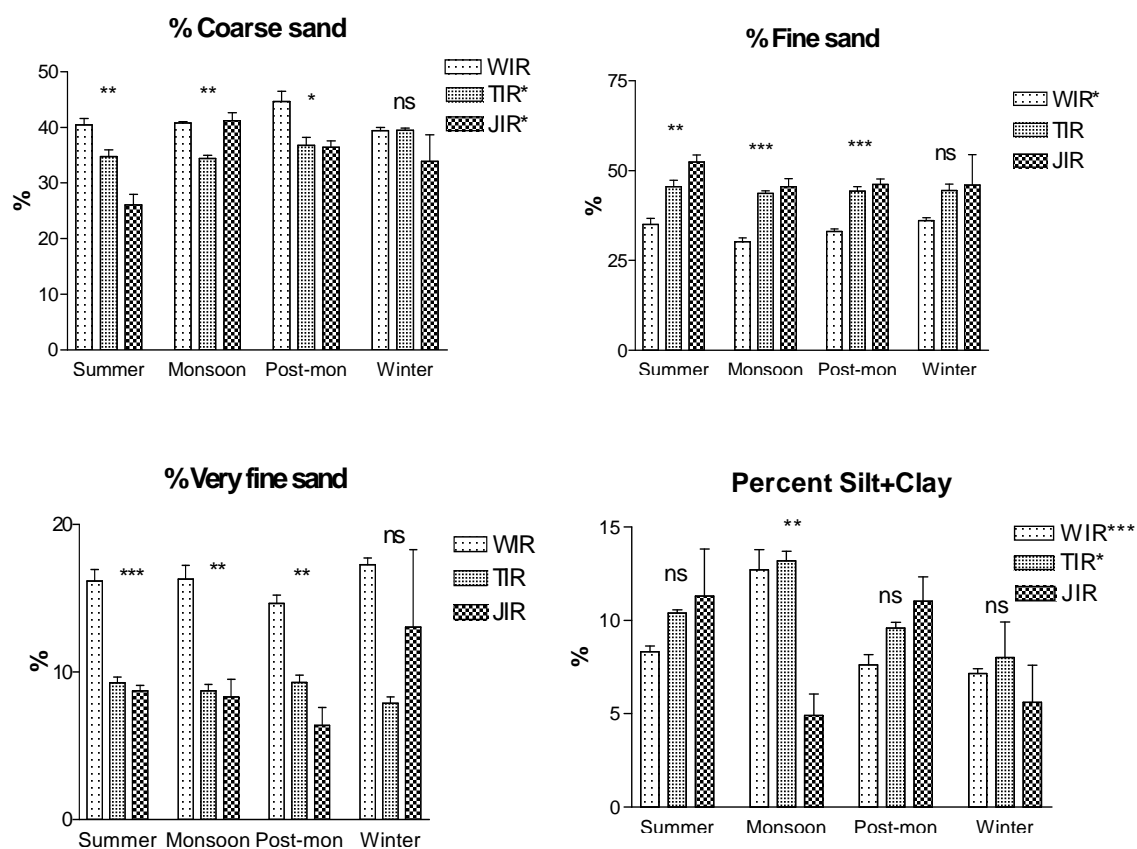 % Coarse sand
50
40
30
20
10
0
%
** ** * ns
WIR
TIR*
JIR*
Summer Monsoon Post-mon Winter
% Fine sand
75
50
25
0
%
** *** *** ns
WIR*
TIR
JIR
Summer Monsoon Post-mon Winter
% Very fine sand
20
10
0
%
*** ** ** ns
WIR
TIR
JIR
Summer Monsoon Post-mon Winter
Percent Silt+Clay
15
10
5
0
%
ns ** ns ns
WIR***
TIR*
JIR
Summer Monsoon Post-mon Winter